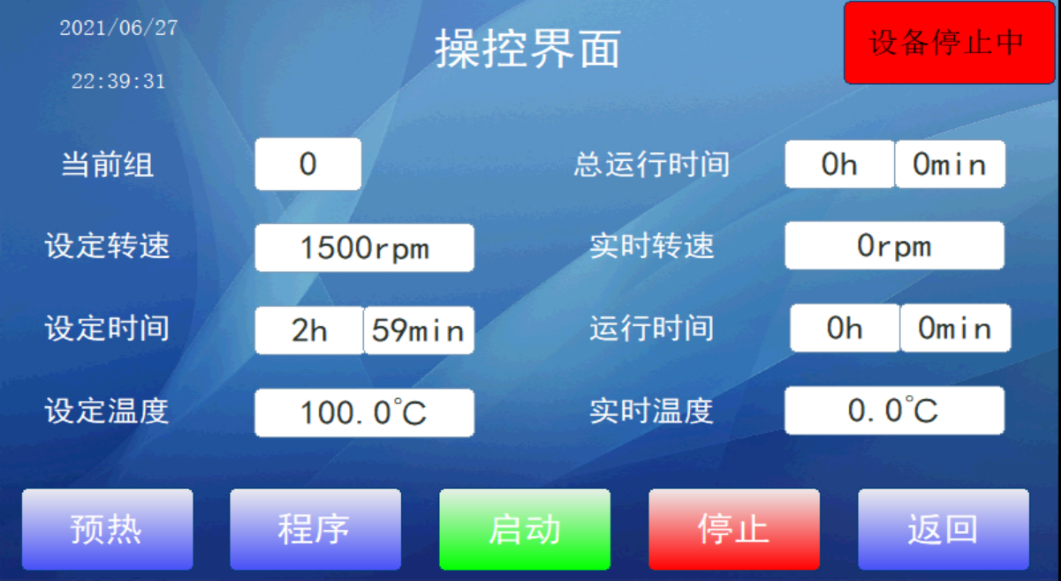 2021/06/27
操控界面
设备停止中
22:39:31
当前组 0 总运行时间 0h 0min
设定转速 1500rpm 实时转速 0rpm
设定时间 2h 59min 运行时间 0h 0min
设定温度 100.0℃ 实时温度 0.0℃
预热 程序 启动 停止 返回